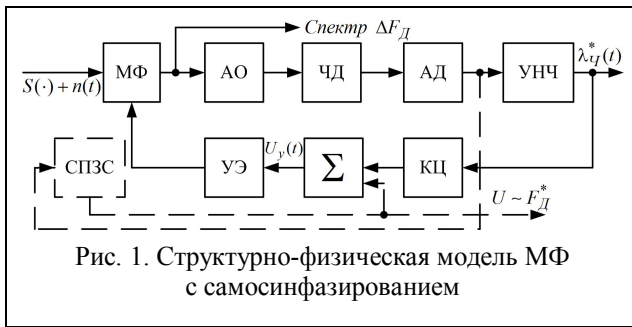 Спектр ΔF_Д
S(·) + n(t)
МФ
АО
ЧД
АД
УНЧ
λ*_Ч(t)
СПЗС
УЭ
U_y(t)
Σ
КЦ
U ~ F*_Д
Рис. 1. Структурно-физическая модель МФ
с самосинфазированием